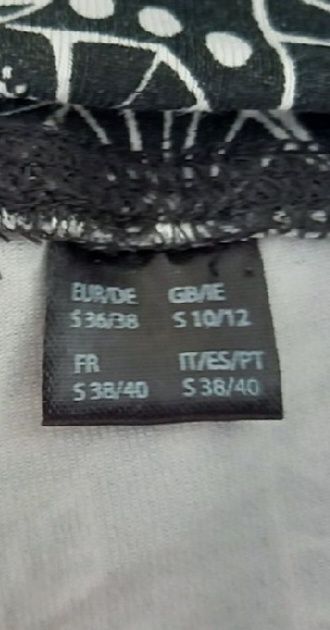 EUR/DE GB/IE
S 36/38 S 10/12
FR IT/ES/PT
S 38/40 S 38/40